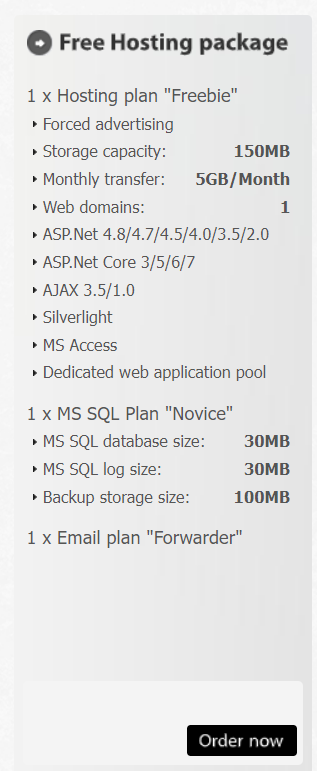 Free Hosting package
1 x Hosting plan "Freebie"
Forced advertising
Storage capacity: 150MB
Monthly transfer: 5GB/Month
Web domains: 1
ASP.Net 4.8/4.7/4.5/4.0/3.5/2.0
ASP.Net Core 3/5/6/7
AJAX 3.5/1.0
Silverlight
MS Access
Dedicated web application pool
1 x MS SQL Plan "Novice"
MS SQL database size: 30MB
MS SQL log size: 30MB
Backup storage size: 100MB
1 x Email plan "Forwarder"
Order now